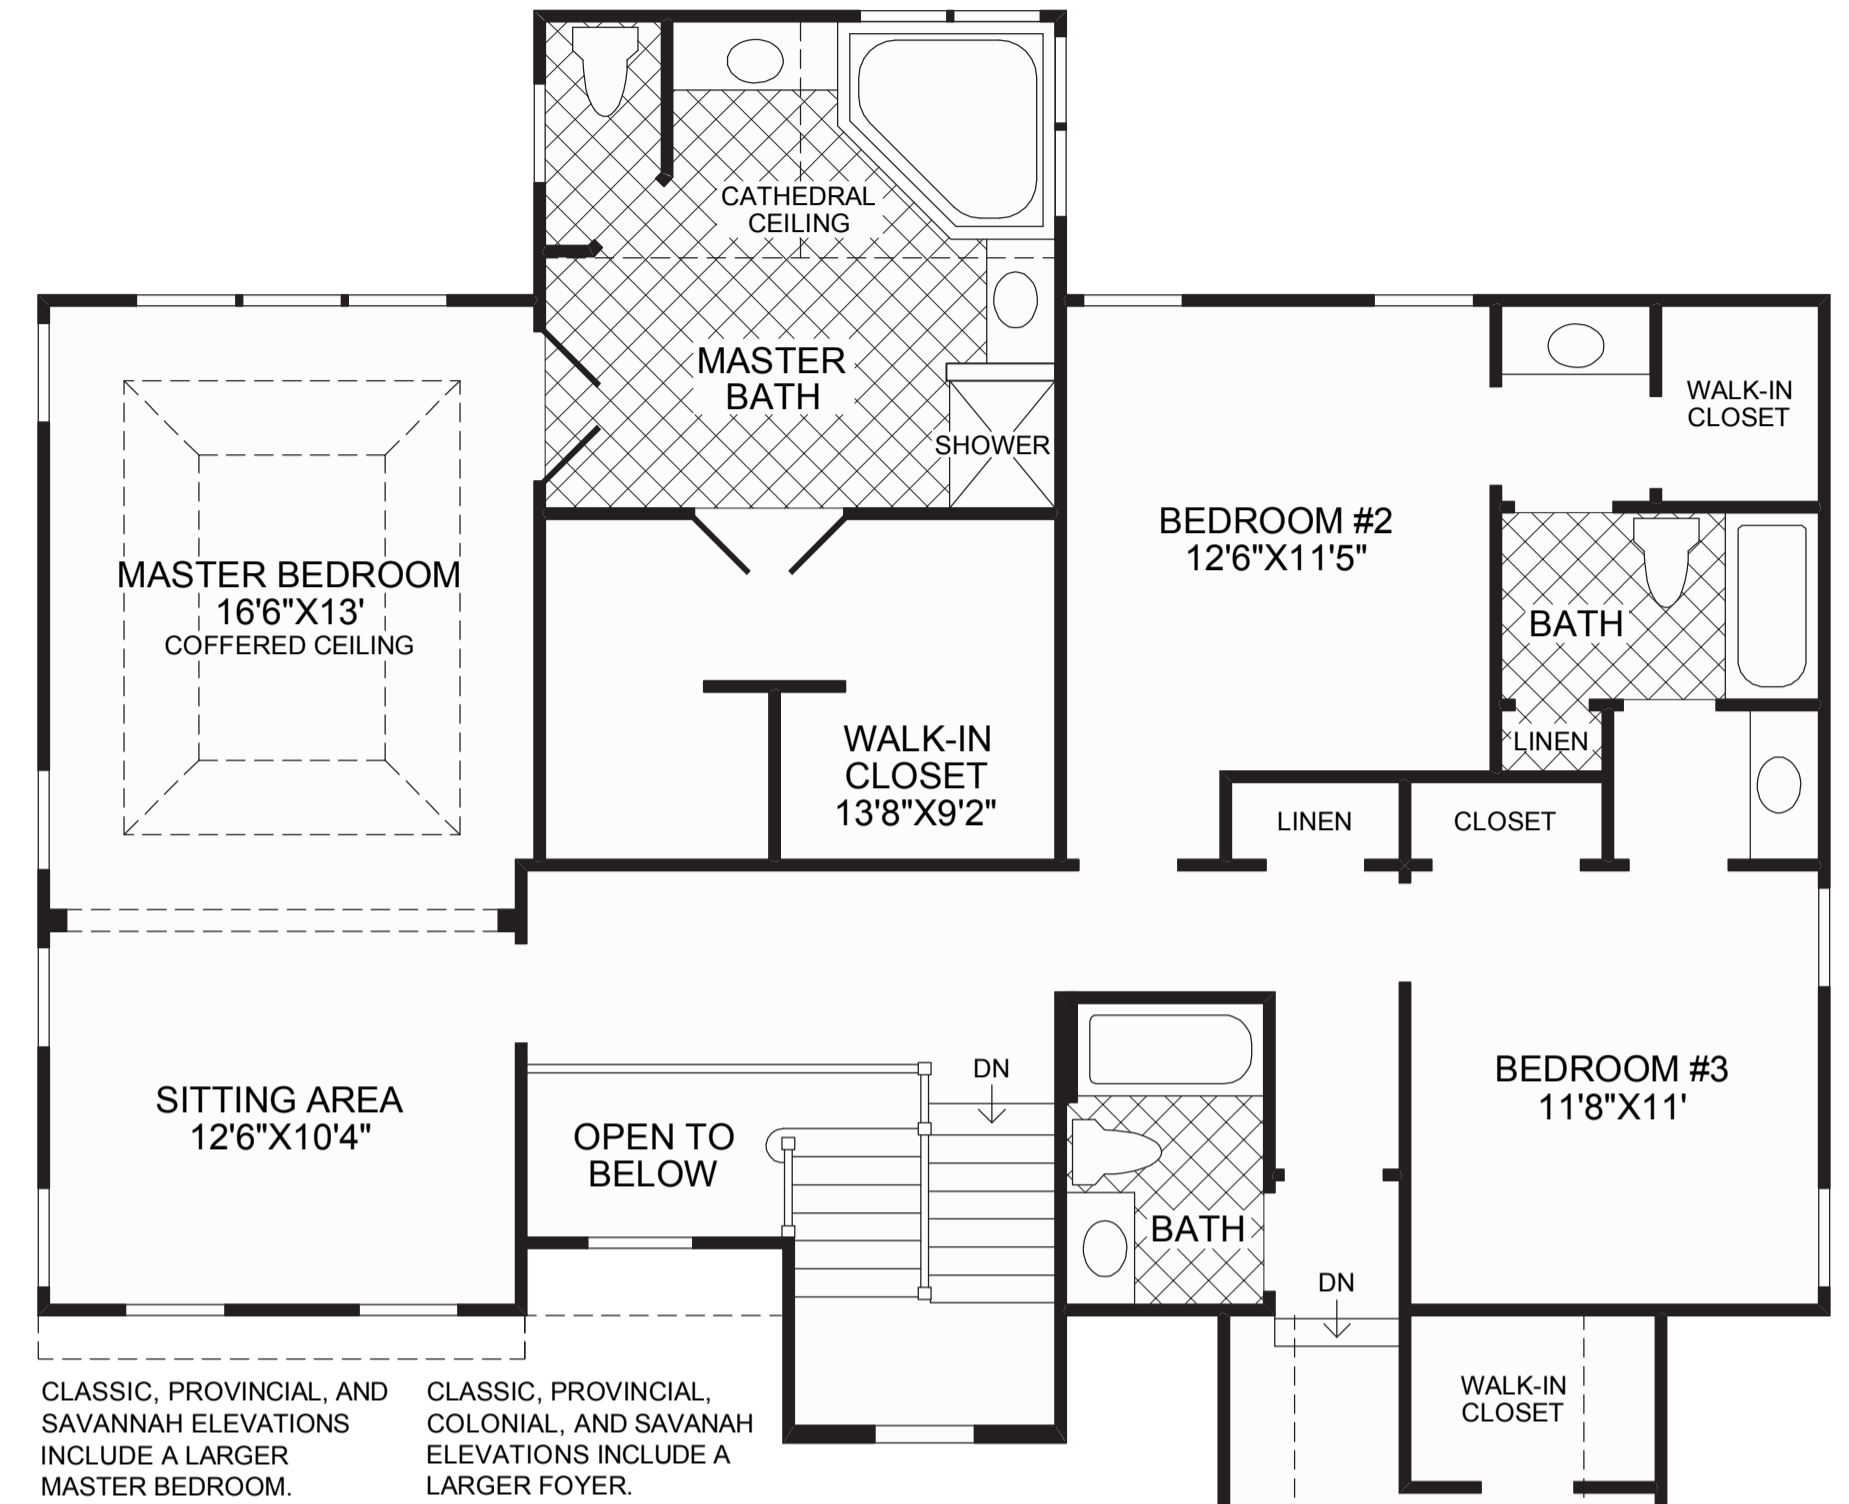 CATHEDRAL
CEILING
MASTER
BATH
SHOWER
WALK-IN
CLOSET
MASTER BEDROOM
16'6"X13'
COFFERED CEILING
BEDROOM #2
12'6"X11'5"
BATH
LINEN
WALK-IN
CLOSET
13'8"X9'2"
LINEN
CLOSET
SITTING AREA
12'6"X10'4"
OPEN TO
BELOW
DN
BEDROOM #3
11'8"X11'
BATH
DN
WALK-IN
CLOSET
CLASSIC, PROVINCIAL, AND
SAVANNAH ELEVATIONS
INCLUDE A LARGER
MASTER BEDROOM.
CLASSIC, PROVINCIAL,
COLONIAL, AND SAVANAH
ELEVATIONS INCLUDE A
LARGER FOYER.